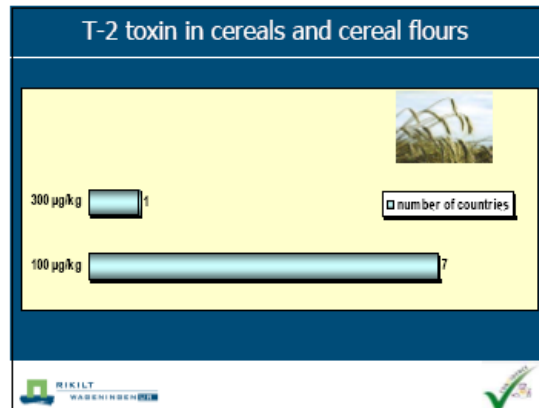 T-2 toxin in cereals and cereal flours
300 µg/kg
1
number of countries
100 µg/kg
7
RIKILT
WAGENINGEN UR